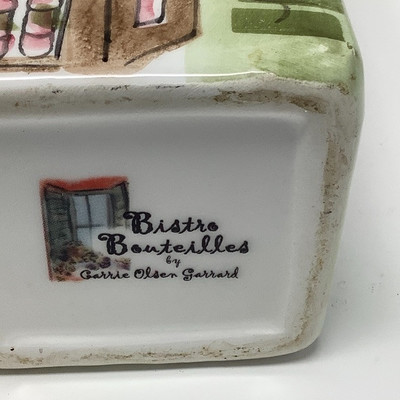 Bistro
Bouteilles
by
Carrie Olsen Garrard